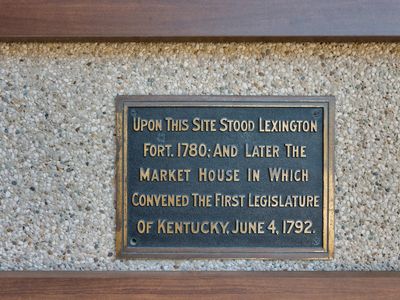 Upon This Site Stood Lexington
Fort. 1780; And Later The
Market House In Which
Convened The First Legislature
Of Kentucky. June 4, 1792.